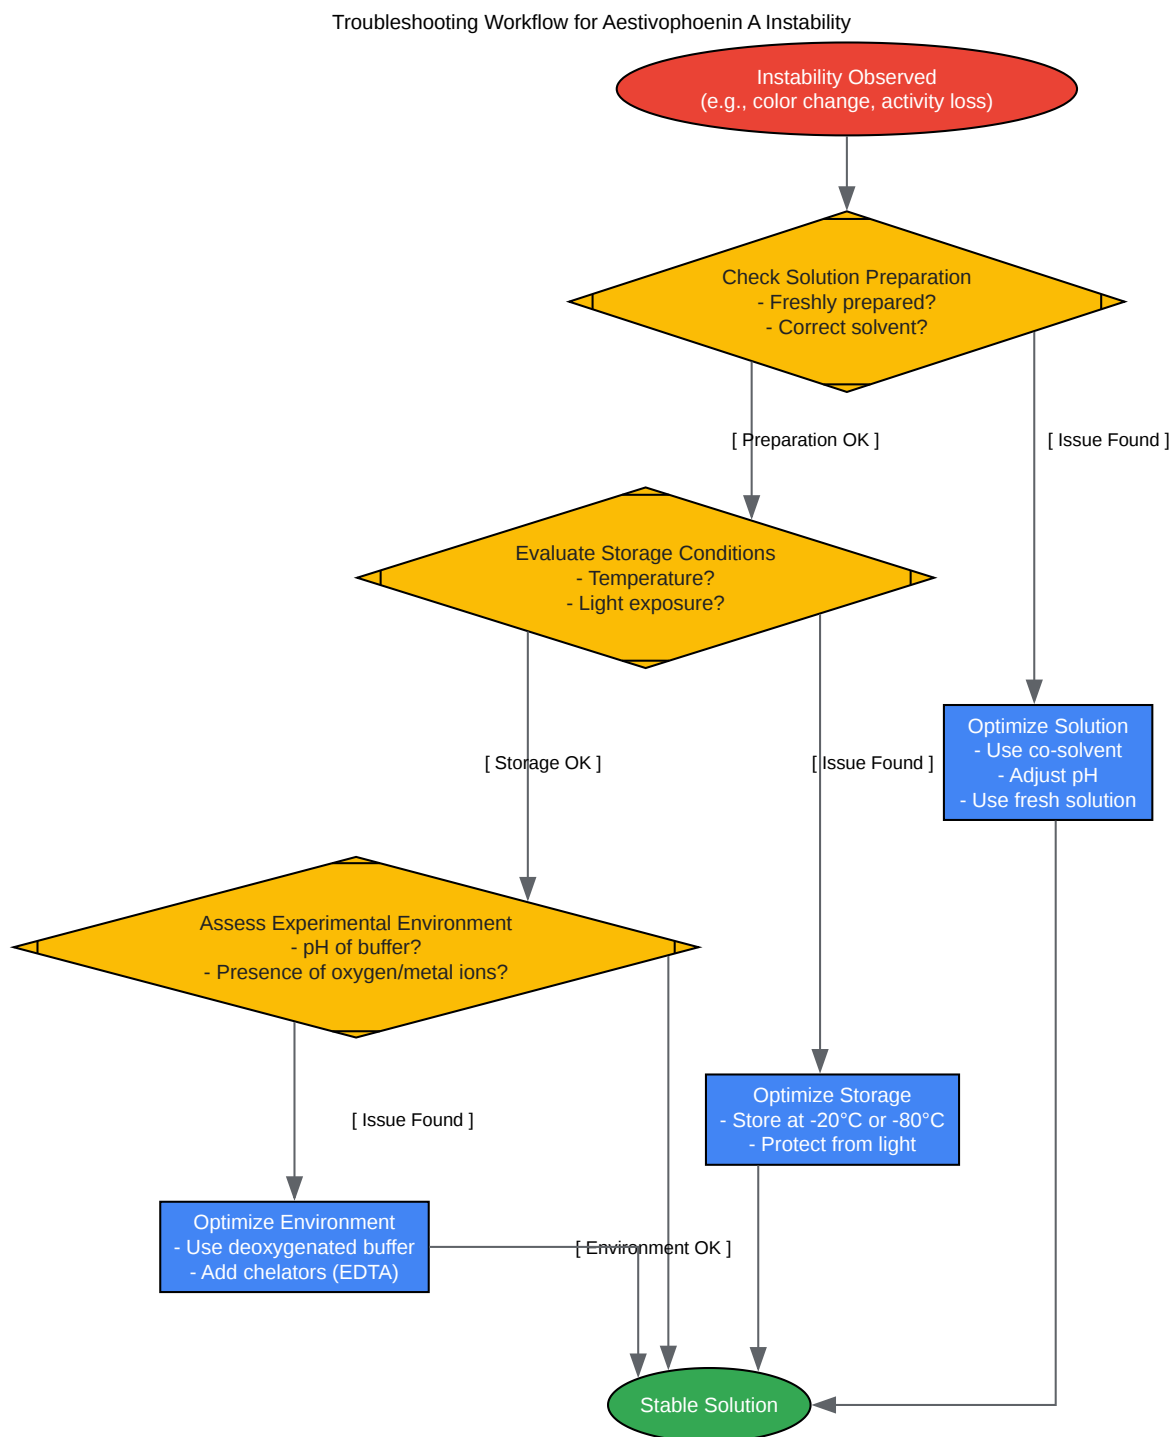 Troubleshooting Workflow for Aestivophoenin A Instability
Instability Observed
(e.g., color change, activity loss)
Check Solution Preparation
- Freshly prepared?
- Correct solvent?
[ Preparation OK ]
[ Issue Found ]
Evaluate Storage Conditions
- Temperature?
- Light exposure?
[ Storage OK ]
[ Issue Found ]
Optimize Solution
- Use co-solvent
- Adjust pH
- Use fresh solution
Assess Experimental Environment
- pH of buffer?
- Presence of oxygen/metal ions?
[ Issue Found ]
Optimize Storage
- Store at -20°C or -80°C
- Protect from light
Optimize Environment
- Use deoxygenated buffer
- Add chelators (EDTA)
[ Environment OK ]
Stable Solution